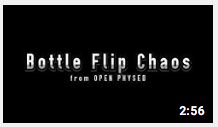 Bottle Flip Chaos
from OPEN PHYSED
2:56